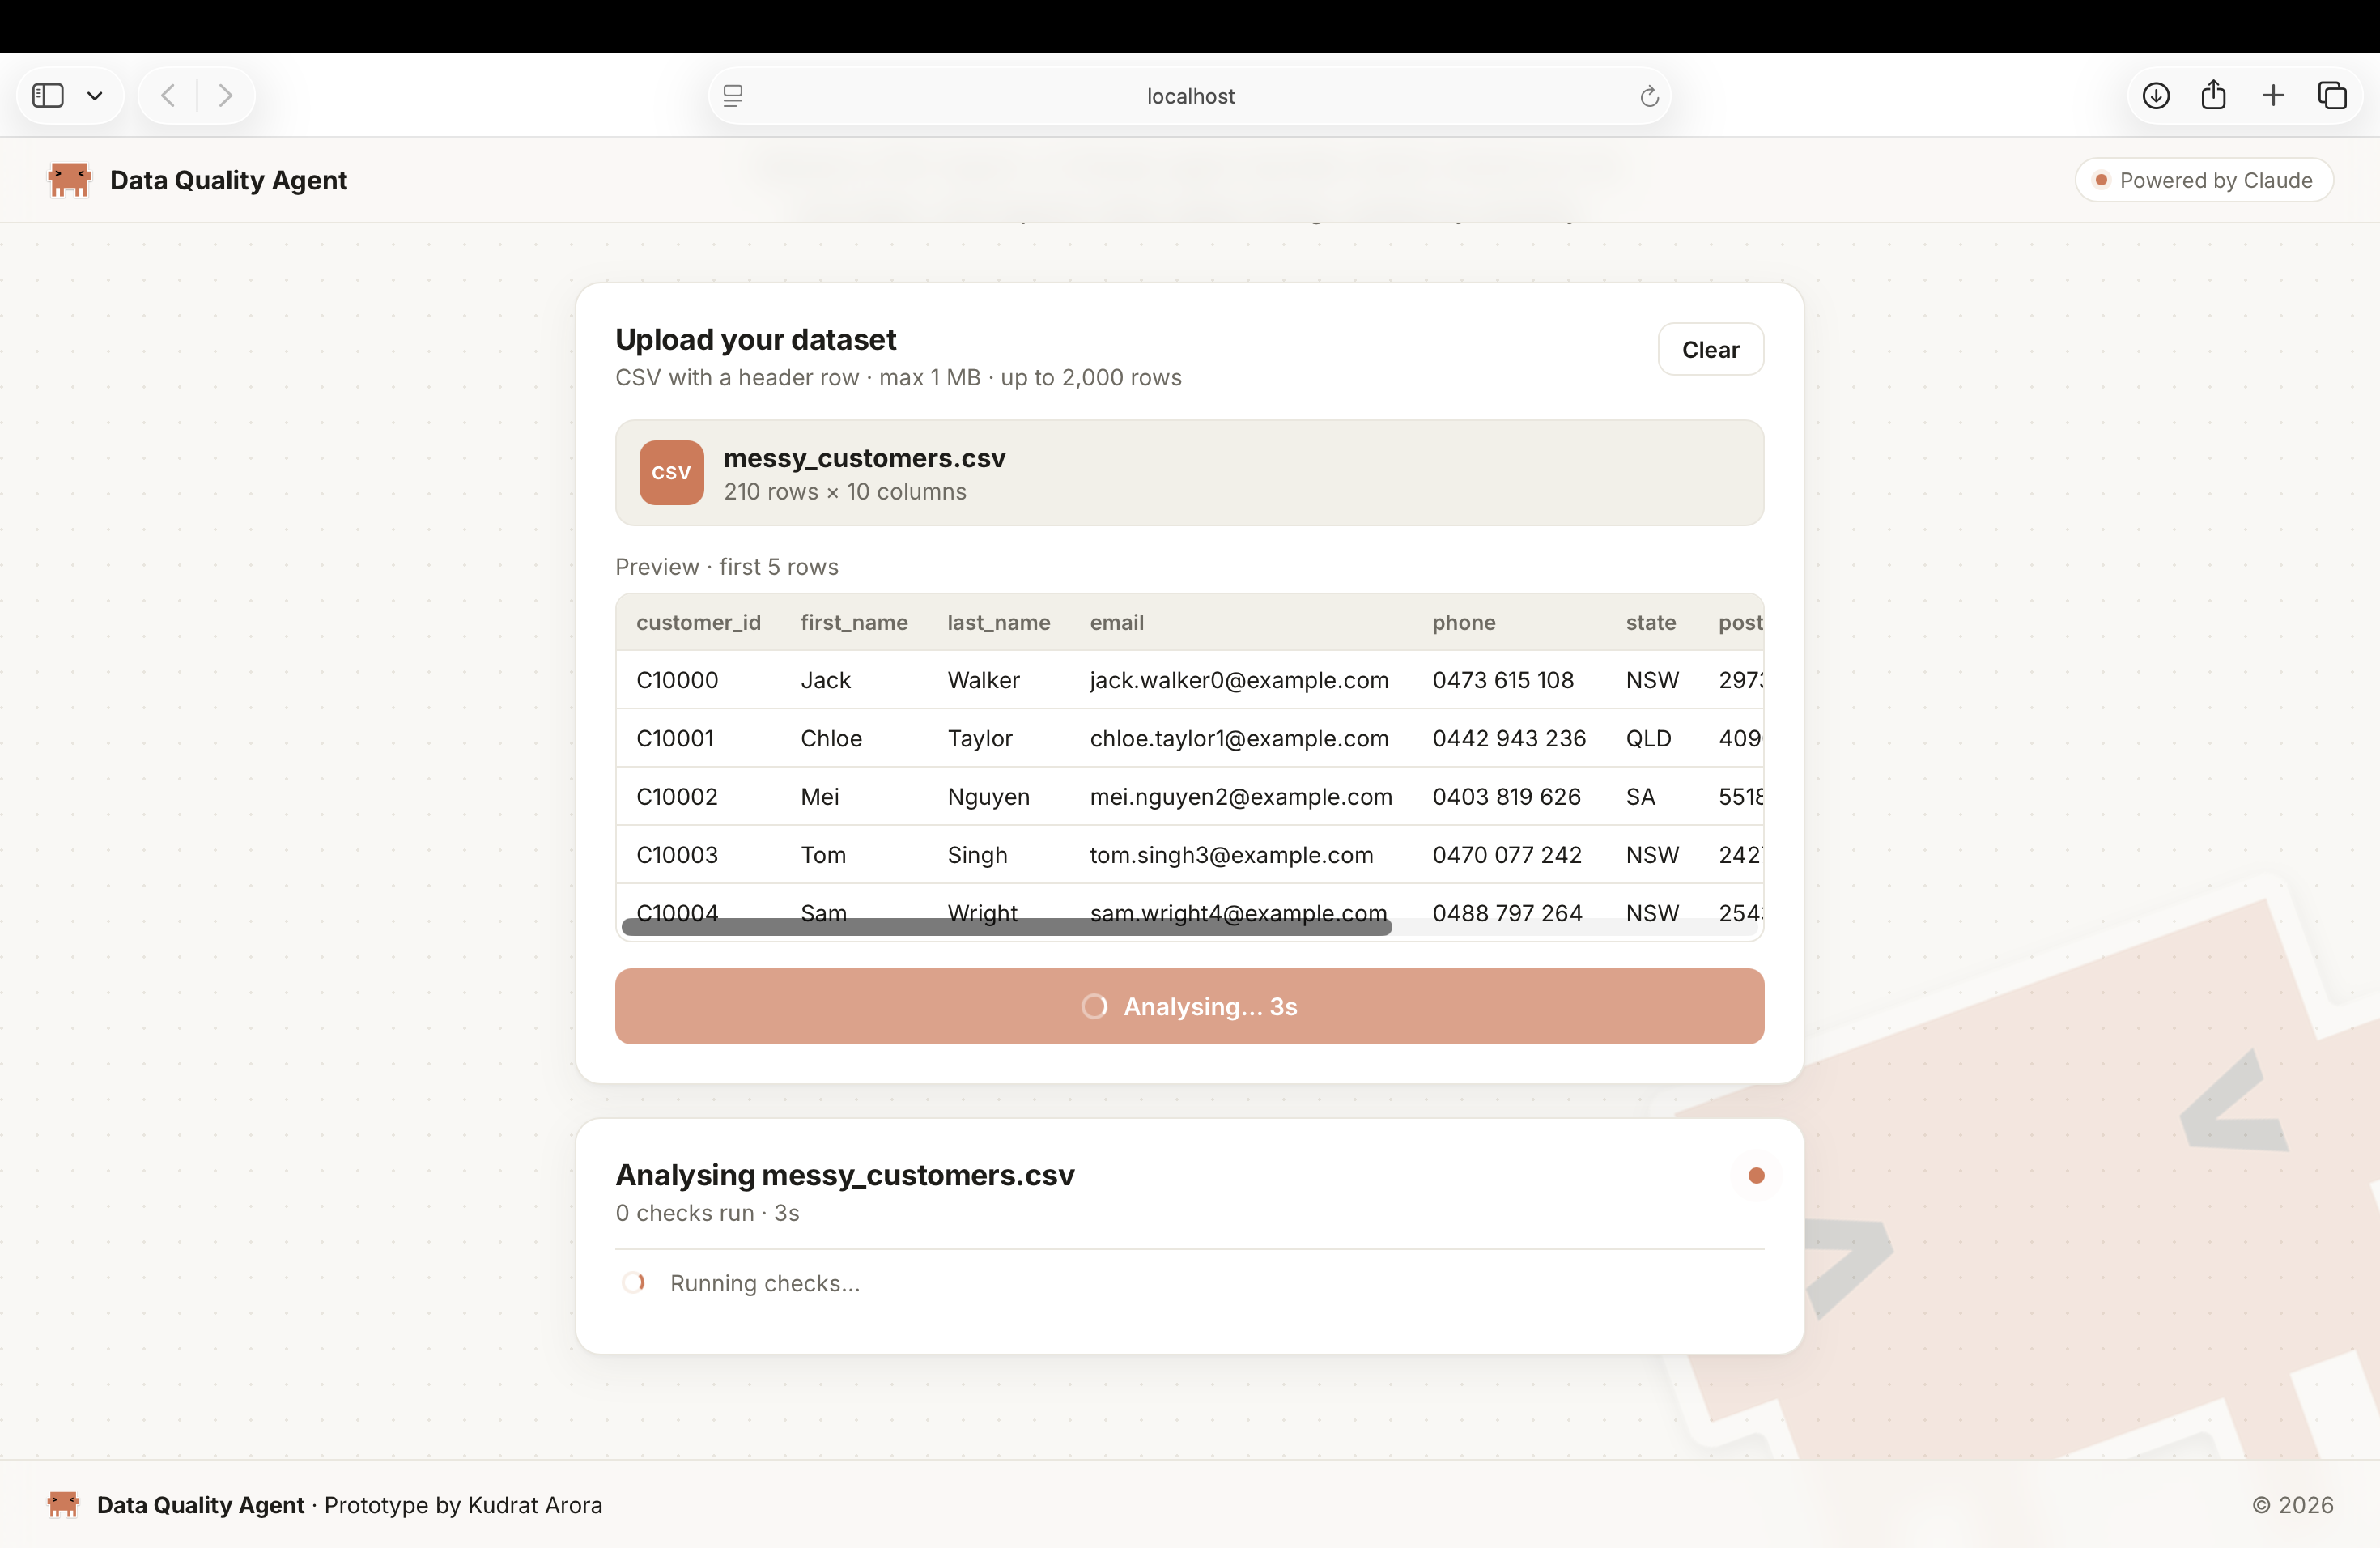 localhost
Data Quality Agent
Powered by Claude
Upload your dataset
Clear
CSV with a header row · max 1 MB · up to 2,000 rows
CSV
messy_customers.csv
210 rows × 10 columns
Preview · first 5 rows
customer_id first_name last_name email phone state post
C10000 Jack Walker jack.walker0@example.com 0473 615 108 NSW 297
C10001 Chloe Taylor chloe.taylor1@example.com 0442 943 236 QLD 409
C10002 Mei Nguyen mei.nguyen2@example.com 0403 819 626 SA 5518
C10003 Tom Singh tom.singh3@example.com 0470 077 242 NSW 242
C10004 Sam Wright sam.wright4@example.com 0488 797 264 NSW 254
Analysing... 3s
Analysing messy_customers.csv
0 checks run · 3s
Running checks...
Data Quality Agent · Prototype by Kudrat Arora
© 2026